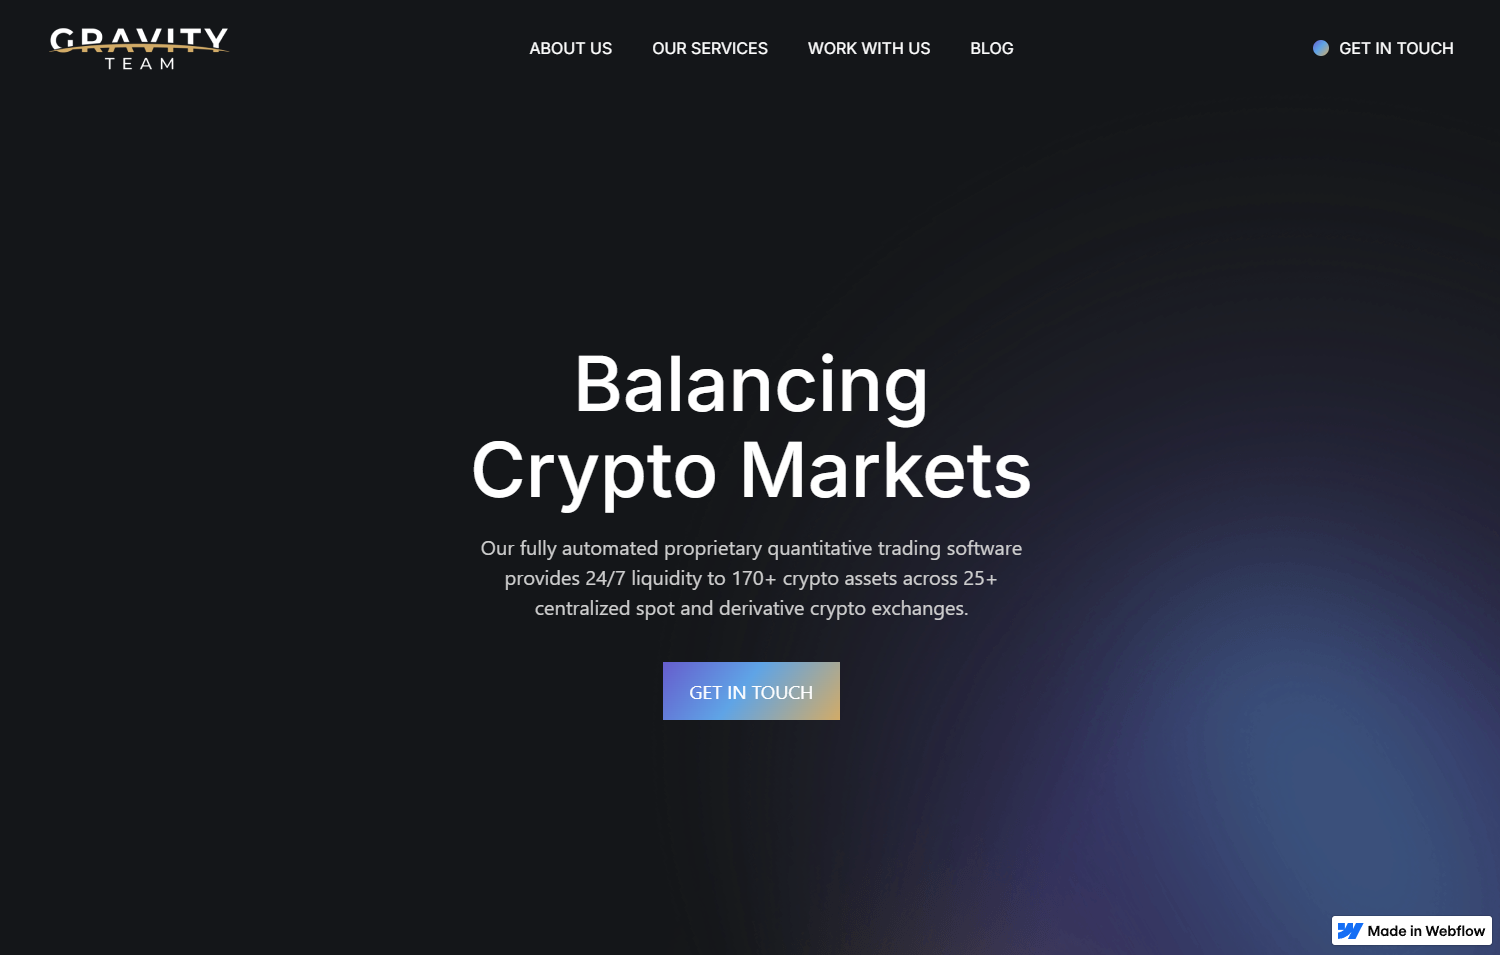 GRAVITY
TEAM
ABOUT US
OUR SERVICES
WORK WITH US
BLOG
GET IN TOUCH
Balancing
Crypto Markets
Our fully automated proprietary quantitative trading software
provides 24/7 liquidity to 170+ crypto assets across 25+
centralized spot and derivative crypto exchanges.
GET IN TOUCH
Made in Webflow